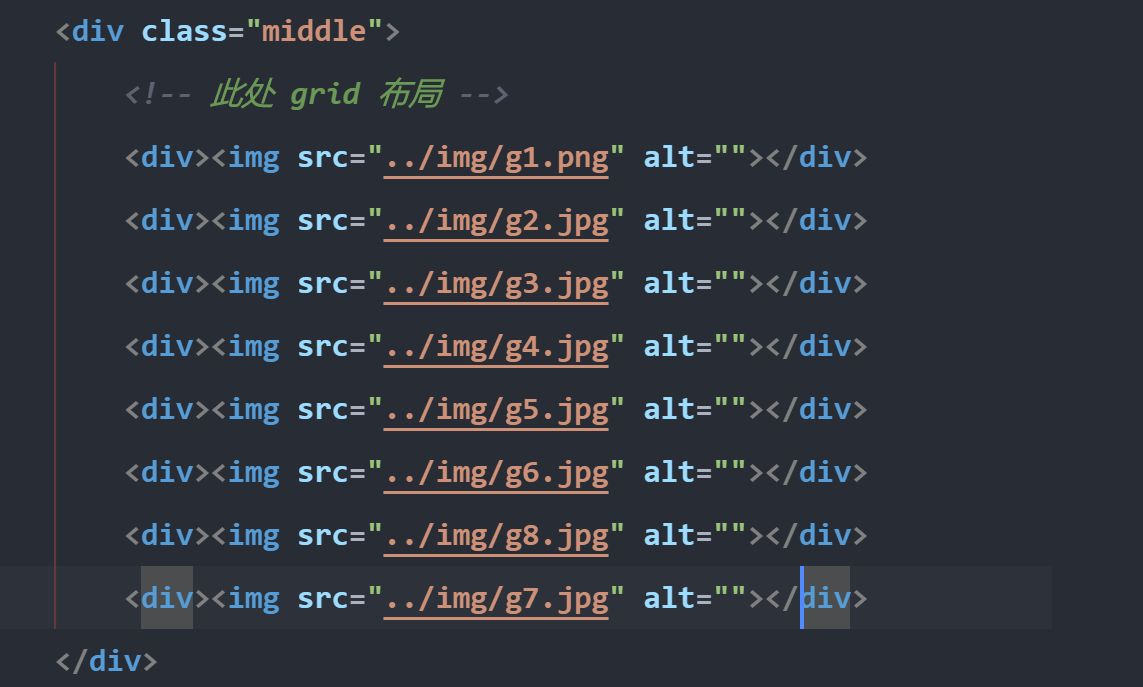 <div class="middle">
<!-- 此处 grid 布局 -->
<div><img src="../img/g1.png" alt=""></div>
<div><img src="../img/g2.jpg" alt=""></div>
<div><img src="../img/g3.jpg" alt=""></div>
<div><img src="../img/g4.jpg" alt=""></div>
<div><img src="../img/g5.jpg" alt=""></div>
<div><img src="../img/g6.jpg" alt=""></div>
<div><img src="../img/g8.jpg" alt=""></div>
<div><img src="../img/g7.jpg" alt=""></div>
</div>